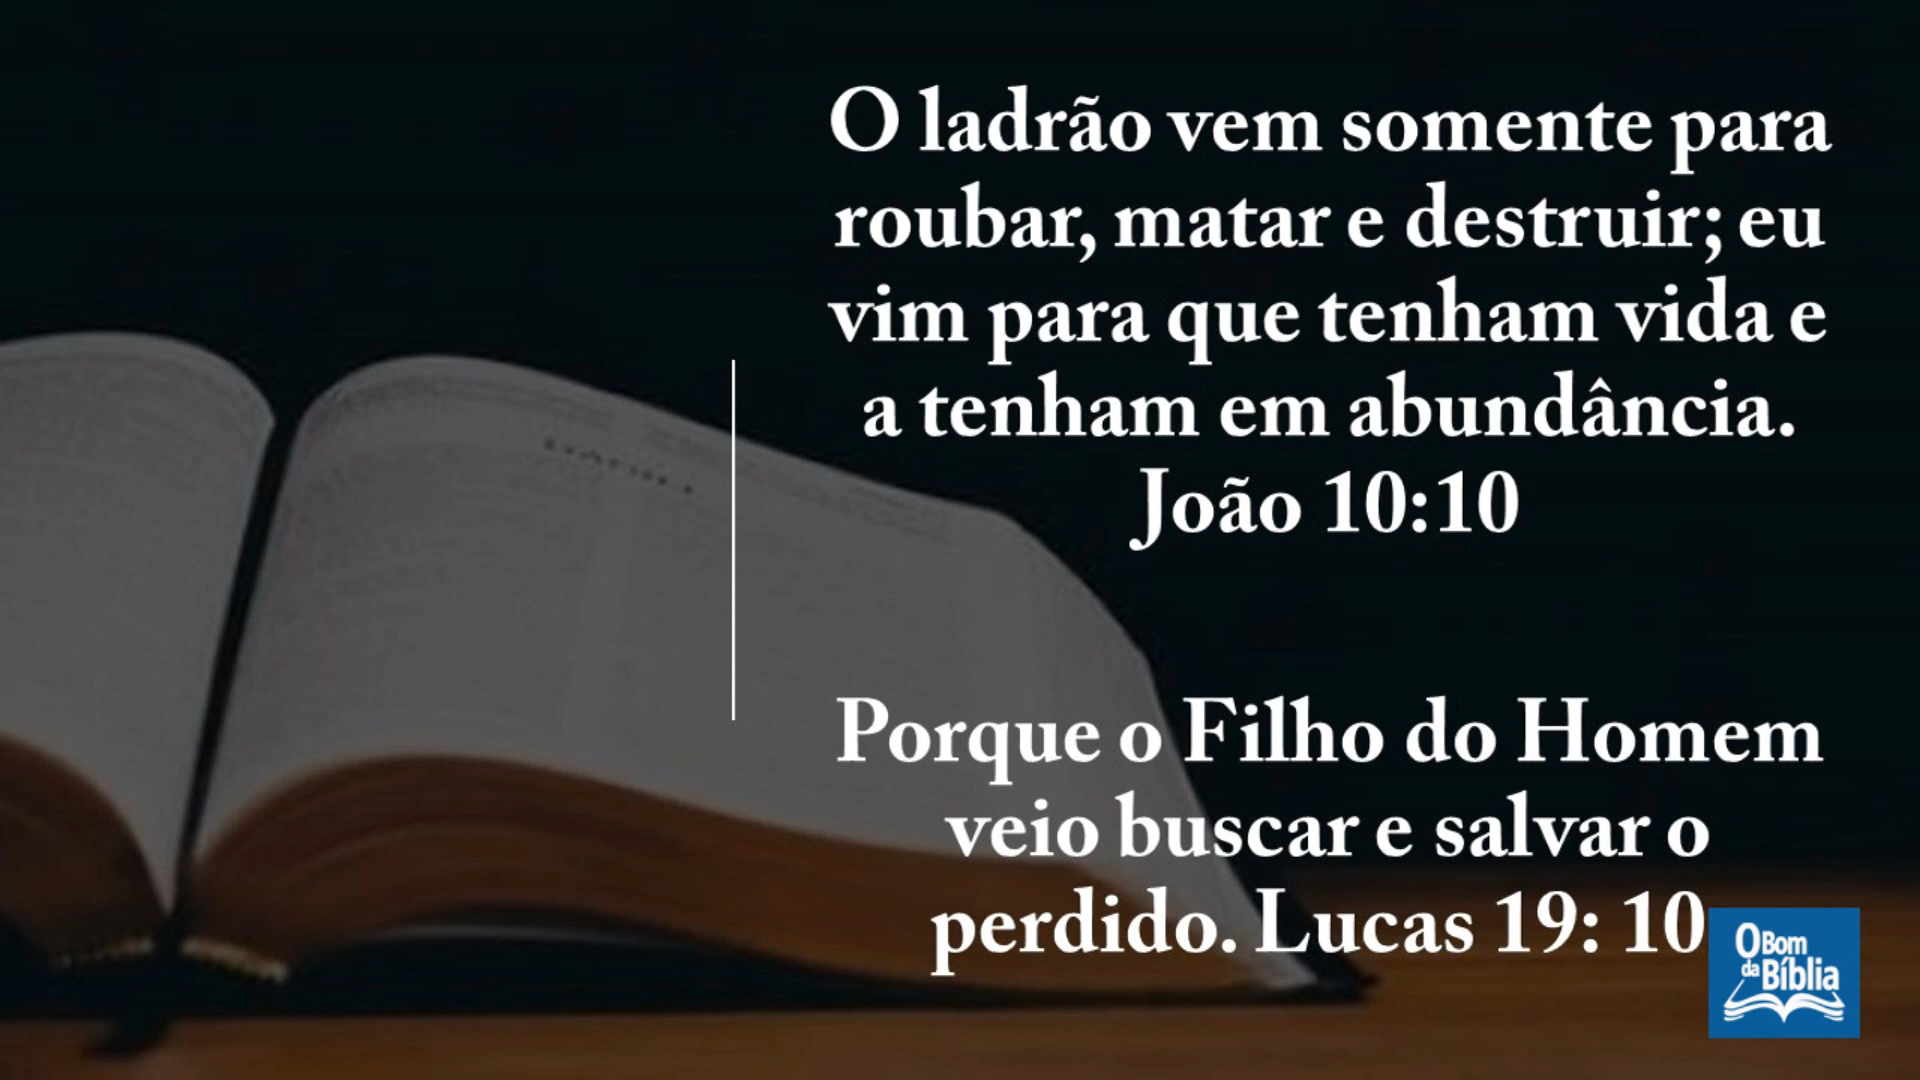 O ladrão vem somente para
roubar, matar e destruir; eu
vim para que tenham vida e
a tenham em abundância.
João 10:10
Porque o Filho do Homem
veio buscar e salvar o
perdido. Lucas 19: 10
O Bom
da Bíblia